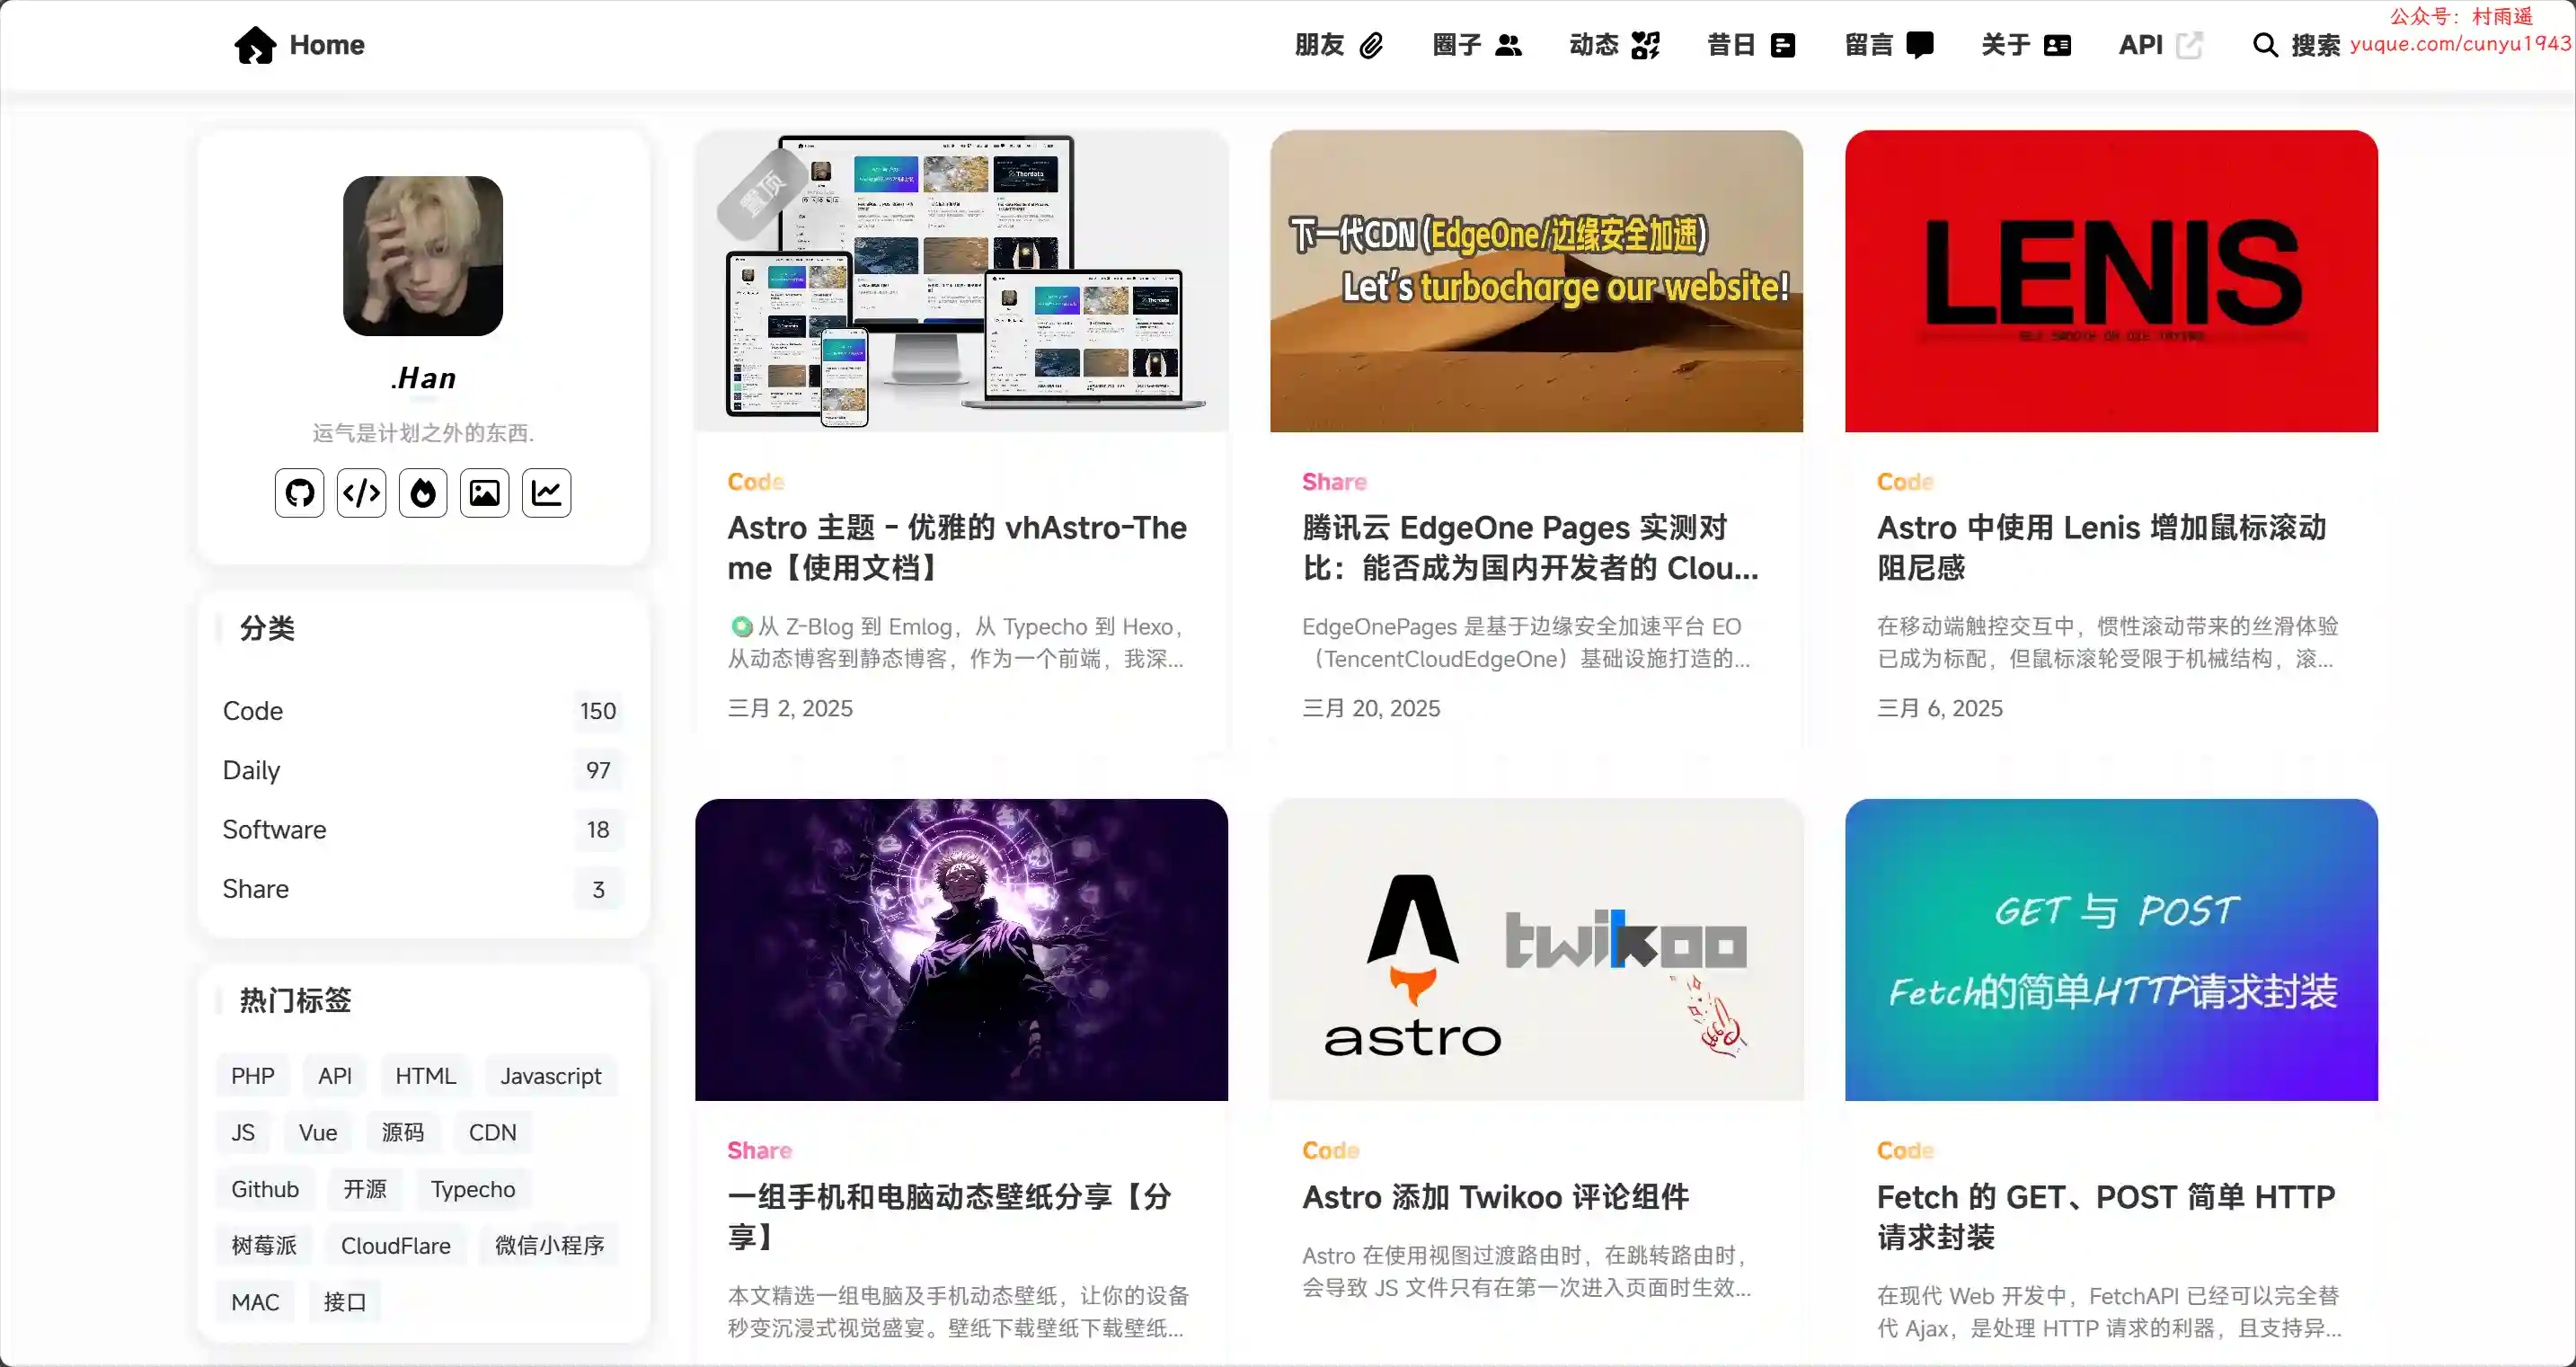 Home
朋友
圈子
动态
昔日
留言
关于
API
搜索
公众号：村雨遥
yuque.com/cunyu1943
.Han
运气是计划之外的东西.
分类
Code 150
Daily 97
Software 18
Share 3
热门标签
PHP API HTML Javascript
JS Vue 源码 CDN
Github 开源 Typecho
树莓派 CloudFlare 微信小程序
MAC 接口
置顶
Code
Astro 主题 - 优雅的 vhAstro-The
me【使用文档】
从 Z-Blog 到 Emlog，从 Typecho 到 Hexo，
从动态博客到静态博客，作为一个前端，我深...
三月 2, 2025
下一代CDN(EdgeOne/边缘安全加速)
Let's turbocharge our website!
Share
腾讯云 EdgeOne Pages 实测对
比：能否成为国内开发者的 Clou...
EdgeOnePages 是基于边缘安全加速平台 EO
（TencentCloudEdgeOne）基础设施打造的...
三月 20, 2025
LENIS
Code
Astro 中使用 Lenis 增加鼠标滚动
阻尼感
在移动端触控交互中，惯性滚动带来的丝滑体验
已成为标配，但鼠标滚轮受限于机械结构，滚...
三月 6, 2025
Share
一组手机和电脑动态壁纸分享【分
享】
本文精选一组电脑及手机动态壁纸，让你的设备
秒变沉浸式视觉盛宴。壁纸下载壁纸下载壁纸...
astro
twikoo
Code
Astro 添加 Twikoo 评论组件
Astro 在使用视图过渡路由时，在跳转路由时，
会导致 JS 文件只有在第一次进入页面时生效...
GET 与 POST
Fetch的简单HTTP请求封装
Code
Fetch 的 GET、POST 简单 HTTP
请求封装
在现代 Web 开发中，FetchAPI 已经可以完全替
代 Ajax，是处理 HTTP 请求的利器，且支持异...